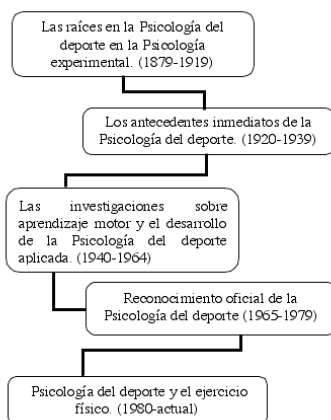 Las raíces en la Psicología del
deporte en la Psicología
experimental. (1879-1919)
Los antecedentes inmediatos de la
Psicología del deporte. (1920-1939)
Las investigaciones sobre
aprendizaje motor y el desarrollo
de la Psicología del deporte
aplicada. (1940-1964)
Reconocimiento oficial de la
Psicología del deporte (1965-1979)
Psicología del deporte y el ejercicio
físico. (1980-actual)